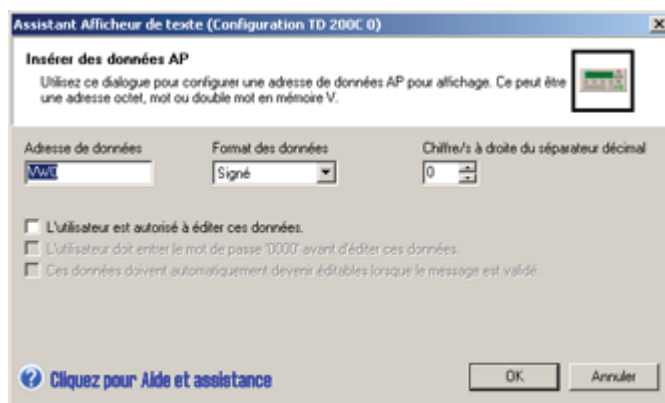 Assistant Afficheur de texte (Configuration TD 200C 0)
Insérer des données AP
Utilisez ce dialogue pour configurer une adresse de données AP pour affichage. Ce peut être
une adresse octet, mot ou double mot en mémoire V.
Adresse de données
Format des données
Chiffre/s à droite du séparateur décimal
VW0
Signé
0
L'utilisateur est autorisé à éditer ces données.
L'utilisateur doit entrer le mot de passe '0000' avant d'éditer ces données.
Ces données doivent automatiquement devenir éditables lorsque le message est validé.
Cliquez pour Aide et assistance
OK
Annuler